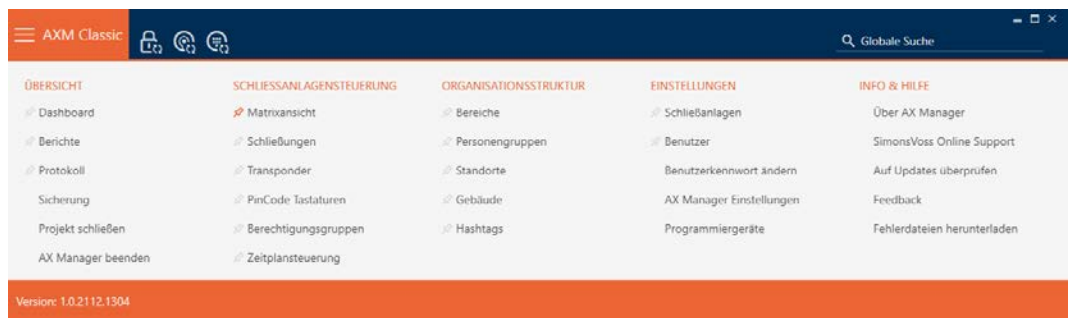 AXM Classic
Globale Suche
ÜBERSICHT
Dashboard
Berichte
Protokoll
Sicherung
Projekt schließen
AX Manager beenden
SCHLIESSANLAGENSTEUERUNG
Matrixansicht
Schließungen
Transponder
PinCode Tastaturen
Berechtigungsgruppen
Zeitplansteuerung
ORGANISATIONSSTRUKTUR
Bereiche
Personengruppen
Standorte
Gebäude
Hashtags
EINSTELLUNGEN
Schließanlagen
Benutzer
Benutzerkennwort ändern
AX Manager Einstellungen
Programmiergeräte
INFO & HILFE
Über AX Manager
SimonsVoss Online Support
Auf Updates überprüfen
Feedback
Fehlerdateien herunterladen
Version: 1.0.2112.1304